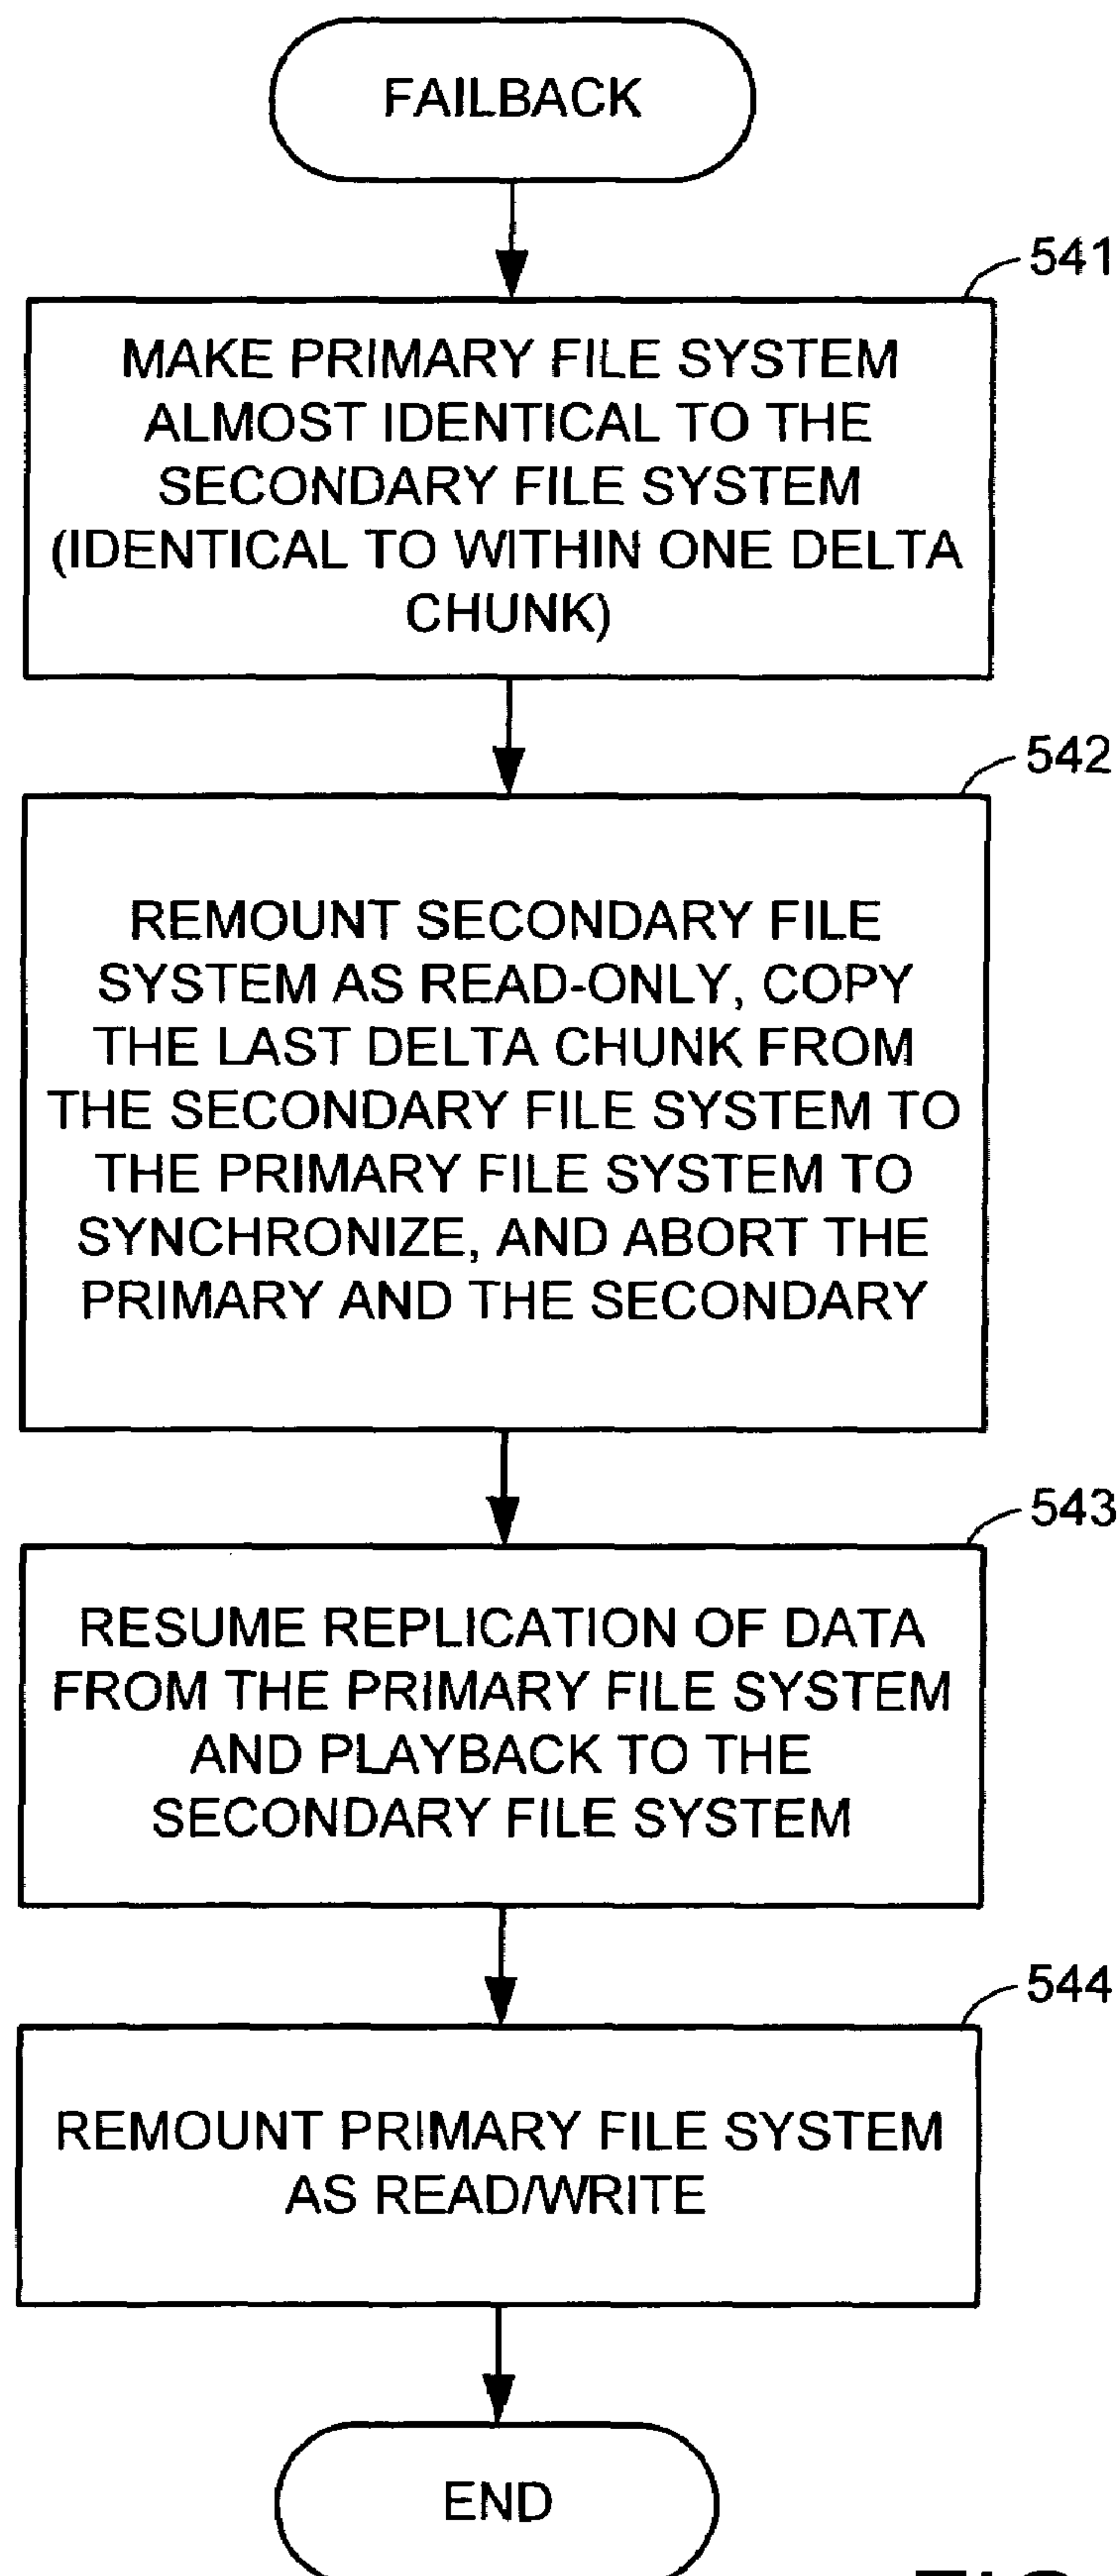 FAILBACK
541
MAKE PRIMARY FILE SYSTEM
ALMOST IDENTICAL TO THE
SECONDARY FILE SYSTEM
(IDENTICAL TO WITHIN ONE DELTA
CHUNK)
542
REMOUNT SECONDARY FILE
SYSTEM AS READ-ONLY, COPY
THE LAST DELTA CHUNK FROM
THE SECONDARY FILE SYSTEM TO
THE PRIMARY FILE SYSTEM TO
SYNCHRONIZE, AND ABORT THE
PRIMARY AND THE SECONDARY
543
RESUME REPLICATION OF DATA
FROM THE PRIMARY FILE SYSTEM
AND PLAYBACK TO THE
SECONDARY FILE SYSTEM
544
REMOUNT PRIMARY FILE SYSTEM
AS READ/WRITE
END